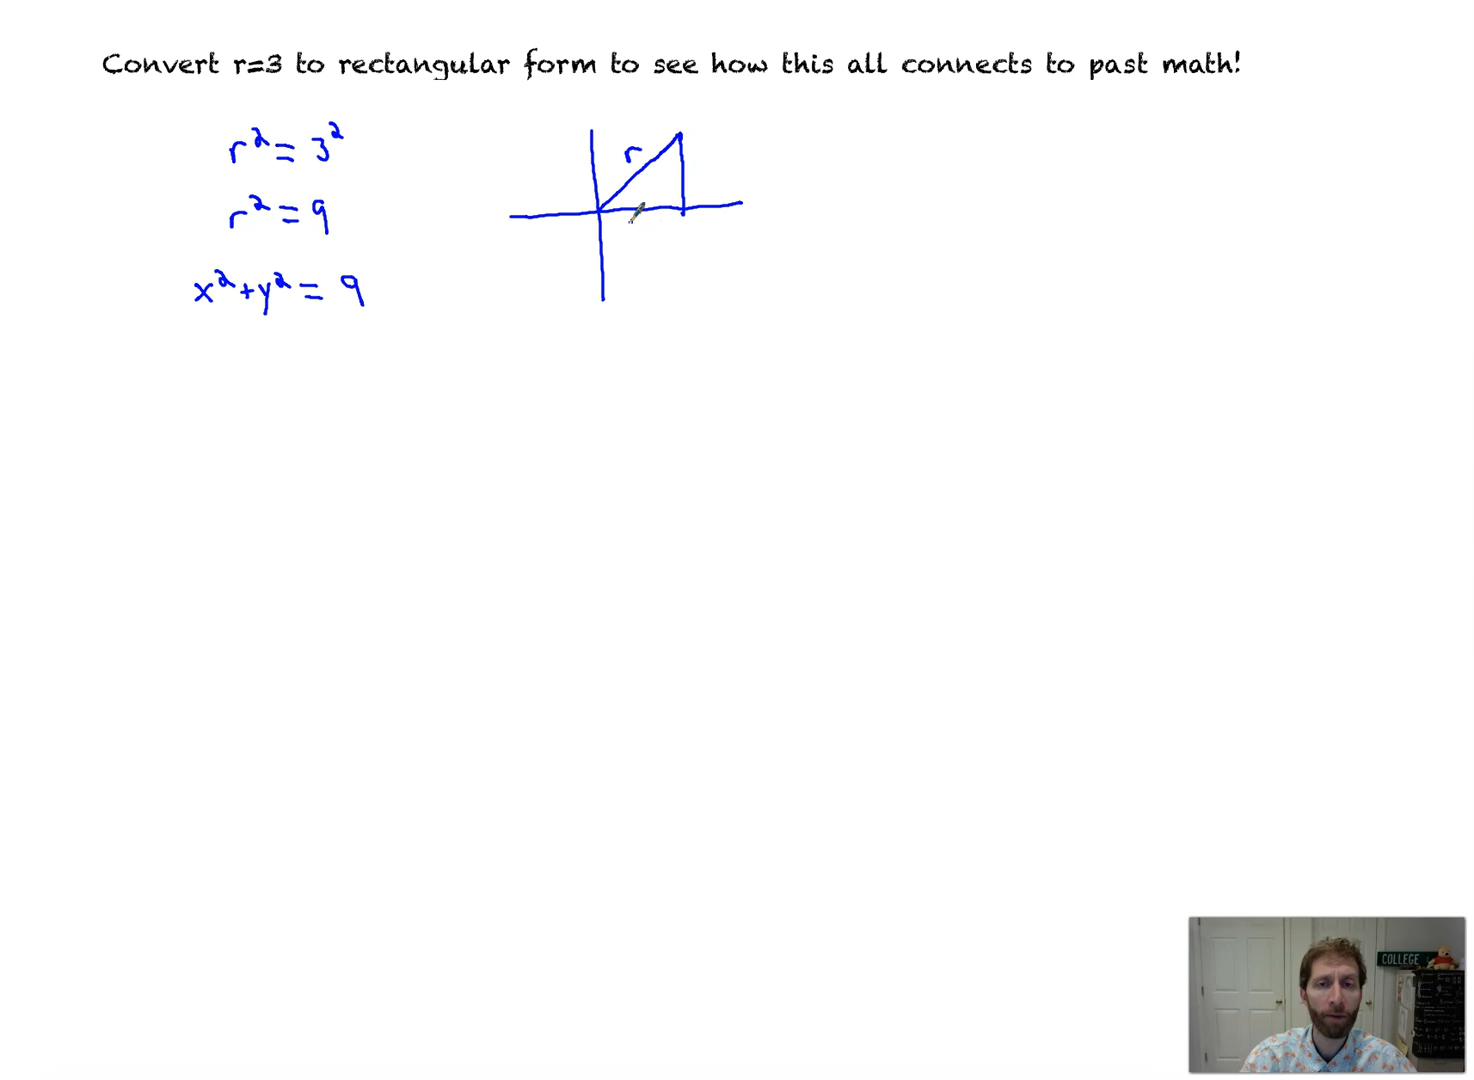 Convert r=3 to rectangular form to see how this all connects to past math!
r² = 3²
r
r² = 9
x² + y² = 9
COLLEGE